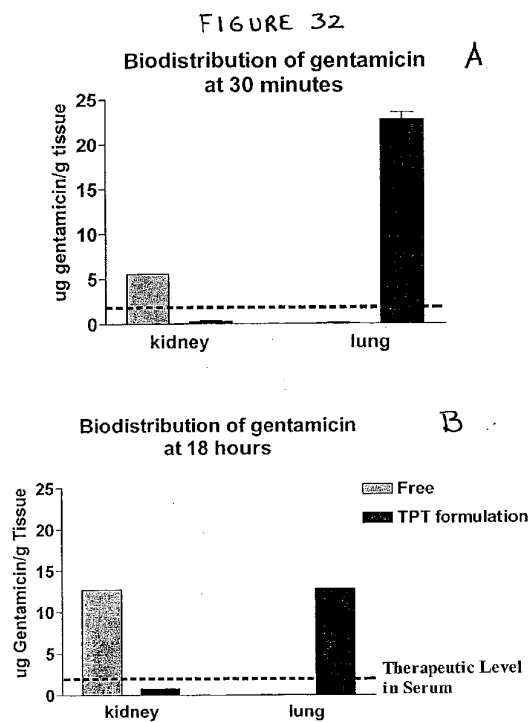 FIGURE 32
A
Biodistribution of gentamicin
at 30 minutes
ug gentamicin/g tissue
25
20
15
10
5
0
kidney lung
B
Biodistribution of gentamicin
at 18 hours
ug Gentamicin/g Tissue
25
20
15
10
5
0
kidney lung
Free
TPT formulation
Therapeutic Level
in Serum